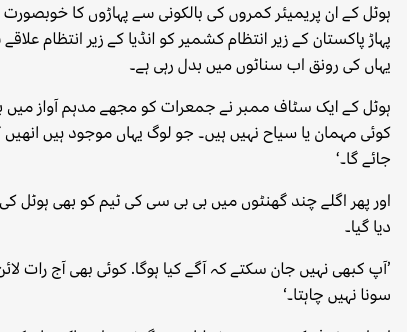 ہوٹل کے ان پریمیئر کمروں کی بالکونی سے پہاڑوں کا خوبصورت
پہاڑ پاکستان کے زیر انتظام کشمیر کو انڈیا کے زیر انتظام علاقے
یہاں کی رونق اب سناٹوں میں بدل رہی ہے۔
ہوٹل کے ایک سٹاف ممبر نے جمعرات کو مجھے مدہم آواز میں
کوئی مہمان یا سیاح نہیں ہیں۔ جو لوگ یہاں موجود ہیں انھیں
جائے گا۔‘
اور پھر اگلے چند گھنٹوں میں بی بی سی کی ٹیم کو بھی ہوٹل کی
دیا گیا۔
’آپ کبھی نہیں جان سکتے کہ آگے کیا ہوگا۔ کوئی بھی آج رات لائن
سونا نہیں چاہتا۔‘